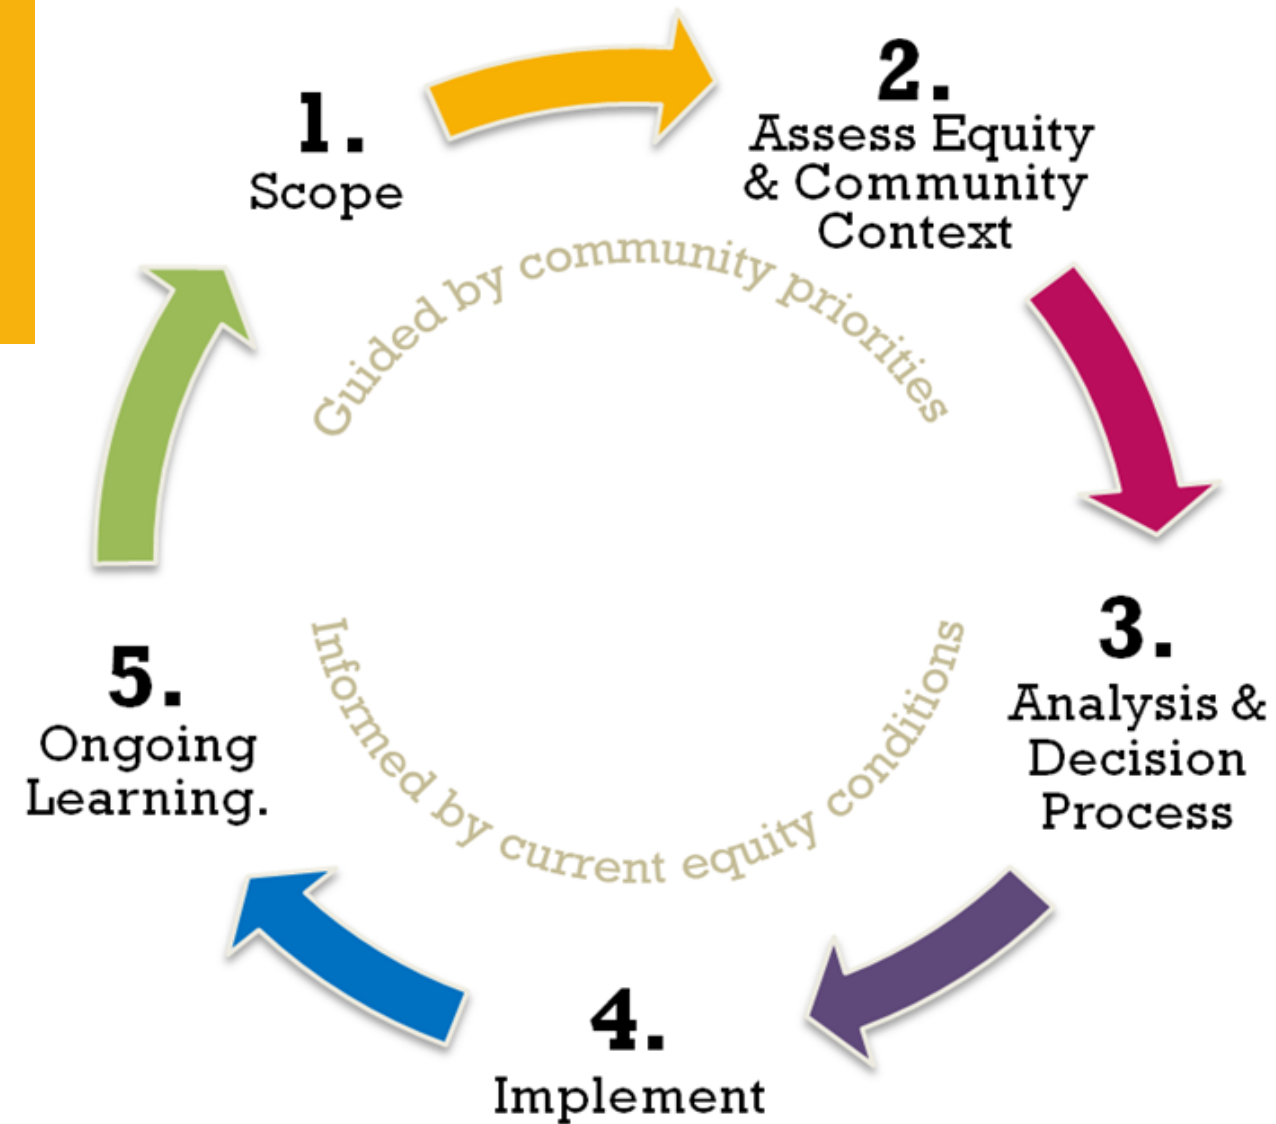 1.
Scope
2.
Assess Equity
& Community
Context
Guided by community priorities
3.
Analysis &
Decision
Process
4.
Implement
5.
Ongoing
Learning.
Informed by current equity conditions